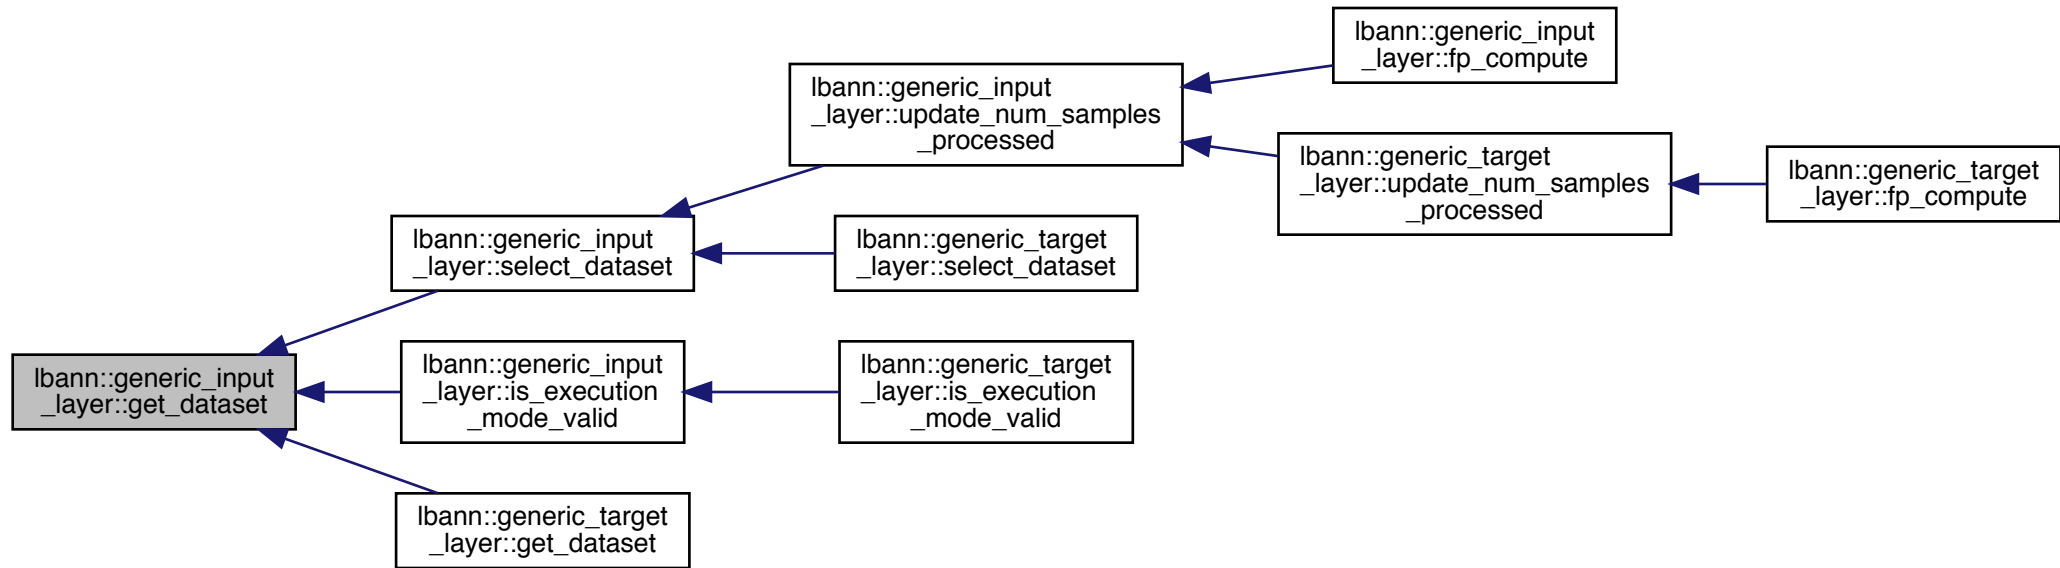 lbann::generic_input
_layer::fp_compute
lbann::generic_input
_layer::update_num_samples
_processed
lbann::generic_target
_layer::update_num_samples
_processed
lbann::generic_target
_layer::fp_compute
lbann::generic_input
_layer::select_dataset
lbann::generic_target
_layer::select_dataset
lbann::generic_input
_layer::get_dataset
lbann::generic_input
_layer::is_execution
_mode_valid
lbann::generic_target
_layer::is_execution
_mode_valid
lbann::generic_target
_layer::get_dataset